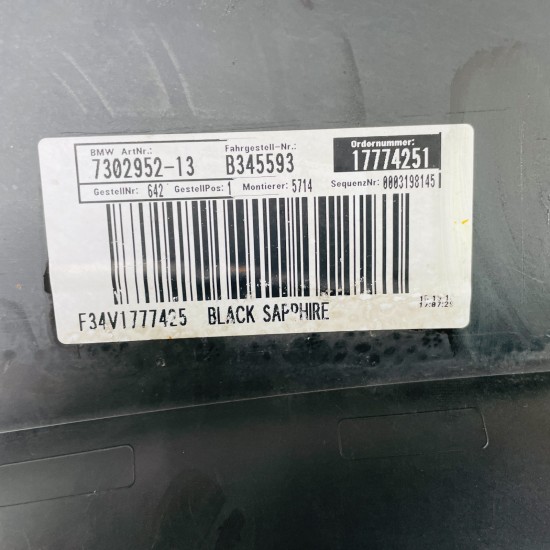 BMW ArtNr.: Fahrgestell-Nr.: Ordernummer:
7302952-13 B345593 17774251
GestellNr: 642 GestellPos: 1 Montierer: 5714 SequenzNr: 0003198145
F34V1777425 BLACK SAPPHIRE